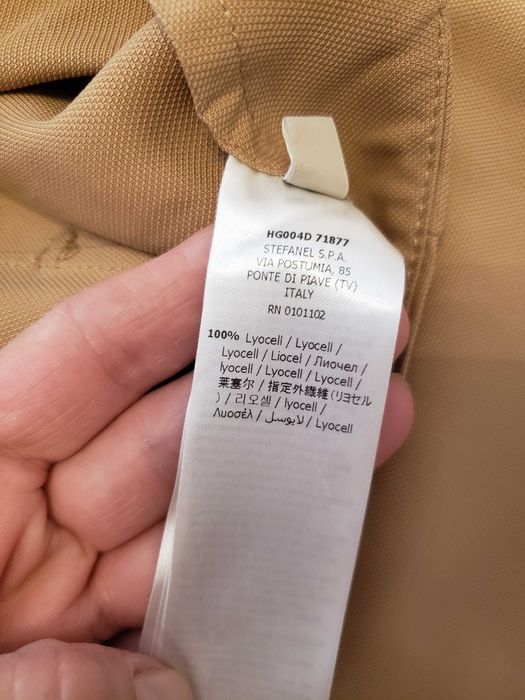 HG004D 71877
STEFANEL S.P.A.
VIA POSTUMIA, 85
PONTE DI PIAVE (TV)
ITALY
RN 0101102
100% Lyocell / Lyocell /
Lyocell / Liocel / Лиочел /
lyocell / Lyocell / Lyocell /
莱塞尔 / 指定外繊維(リヨセル
) / 리오셀 / lyocell /
Λυοσέλ / لايوسل / Lyocell